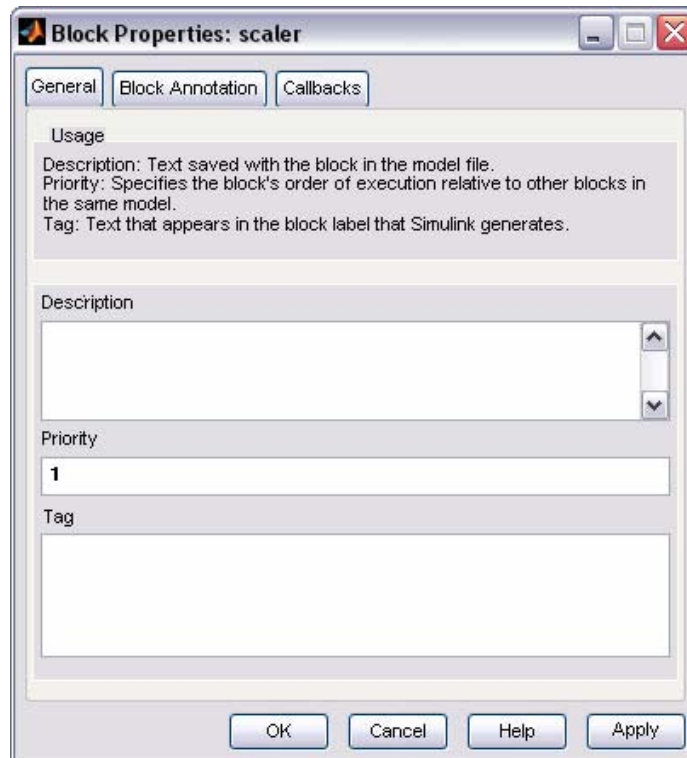 Block Properties: scaler
General Block Annotation Callbacks
Usage
Description: Text saved with the block in the model file.
Priority: Specifies the block's order of execution relative to other blocks in
the same model.
Tag: Text that appears in the block label that Simulink generates.
Description
Priority
1
Tag
OK Cancel Help Apply